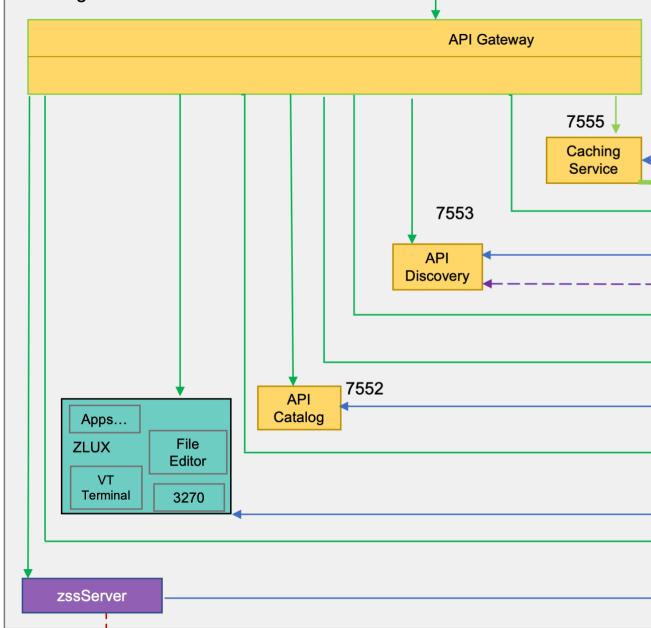 API Gateway
7555
Caching
Service
7553
API
Discovery
7552
API
Catalog
Apps...
ZLUX
File
Editor
VT
Terminal
3270
zssServer